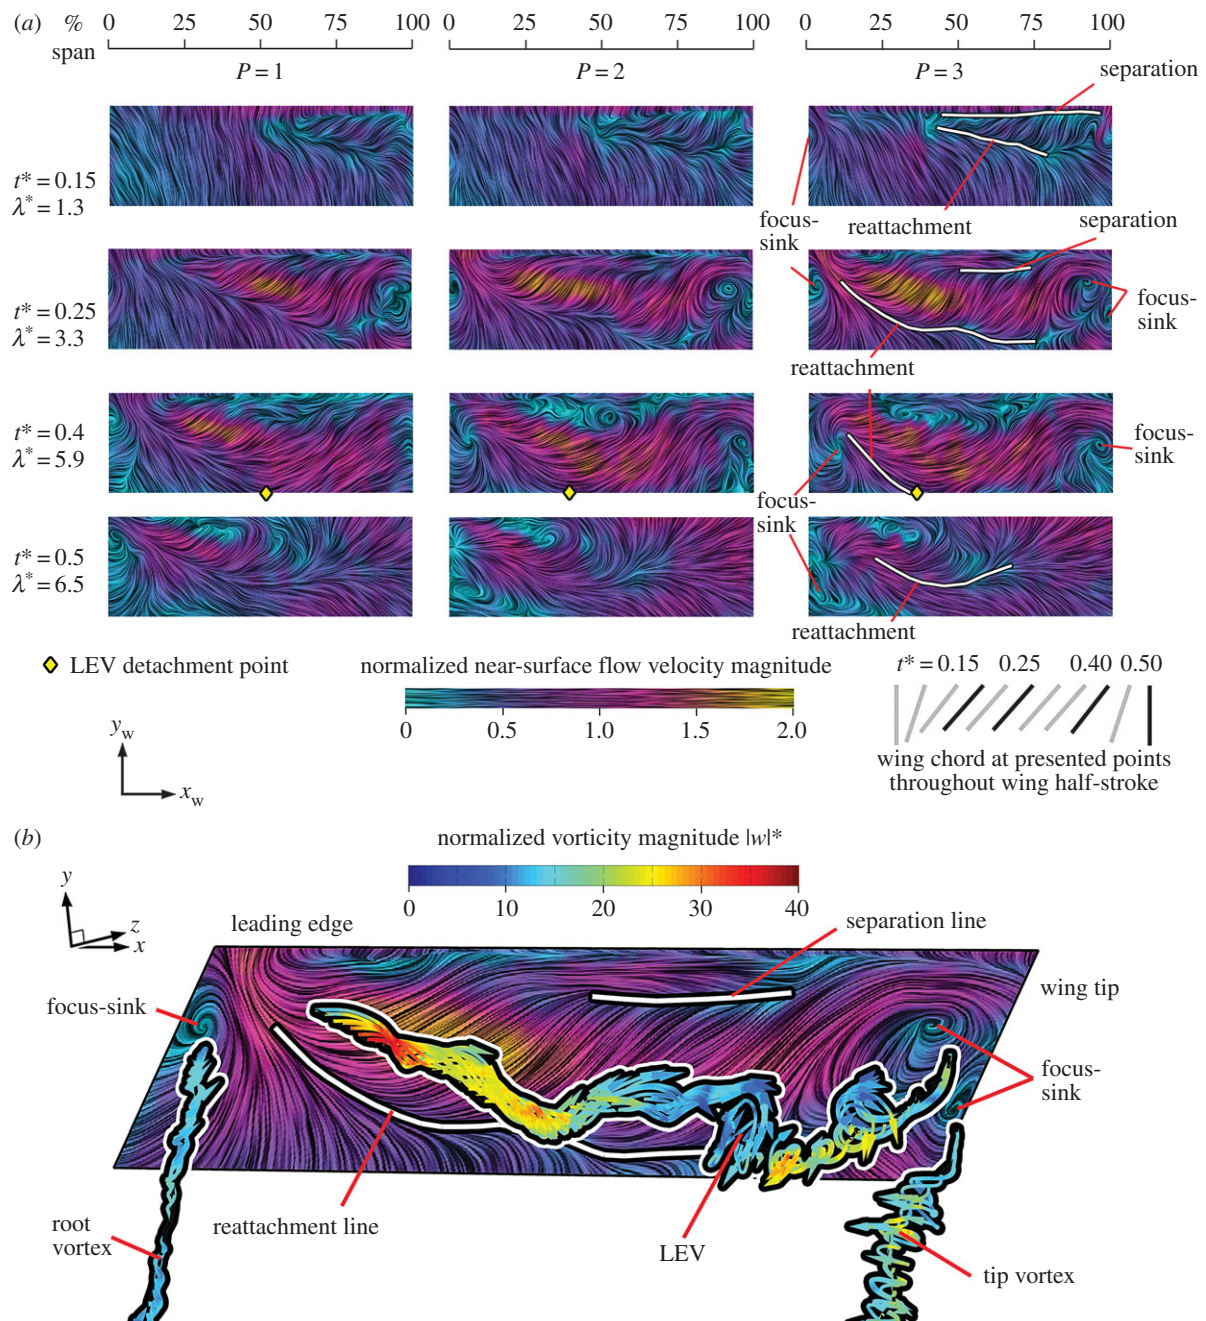 (a) % span
0 25 50 75 100
0 25 50 75 100
0 25 50 75 100
P = 1
P = 2
P = 3
separation
t* = 0.15
λ* = 1.3
focus-
sink
reattachment
separation
t* = 0.25
λ* = 3.3
focus-
sink
reattachment
t* = 0.4
λ* = 5.9
focus-
sink
focus-
sink
t* = 0.5
λ* = 6.5
reattachment
LEV detachment point
normalized near-surface flow velocity magnitude
0 0.5 1.0 1.5 2.0
t* = 0.15 0.25 0.40 0.50
wing chord at presented points
throughout wing half-stroke
yw
xw
(b)
normalized vorticity magnitude |w|*
0 10 20 30 40
y
z
x
leading edge
separation line
focus-sink
wing tip
focus-
sink
root
vortex
reattachment line
LEV
tip vortex